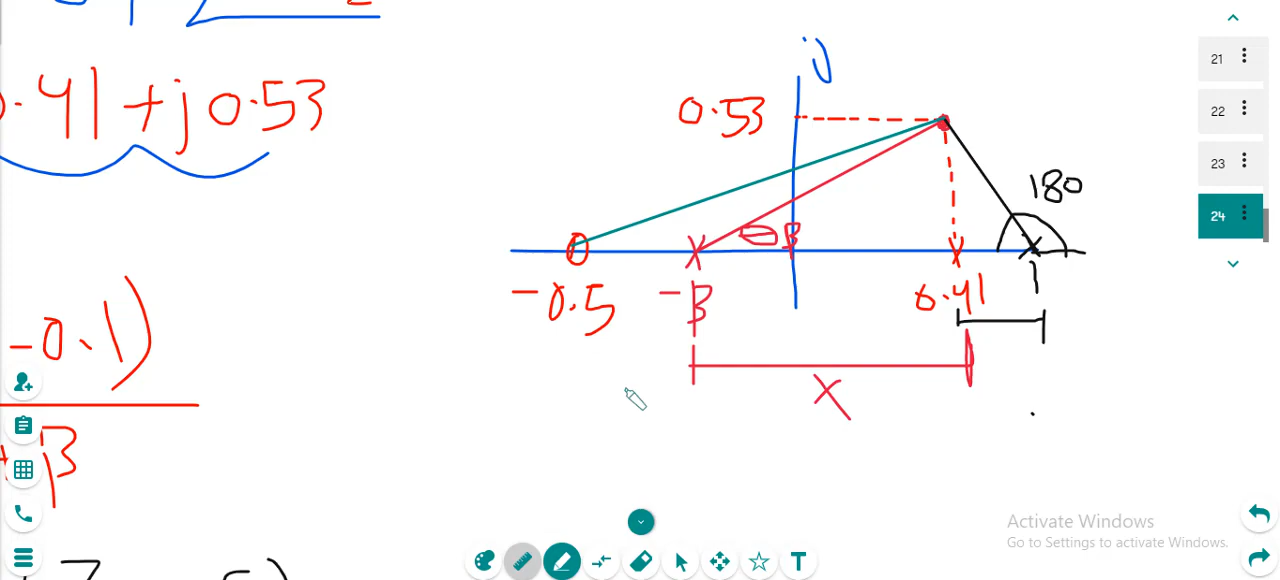 .41 + j 0.53
j
0.53
180
θβ
-0.5
-β
0.41
1
X
-0.1)
+β
21
22
23
24
T
Activate Windows
Go to Settings to activate Windows.